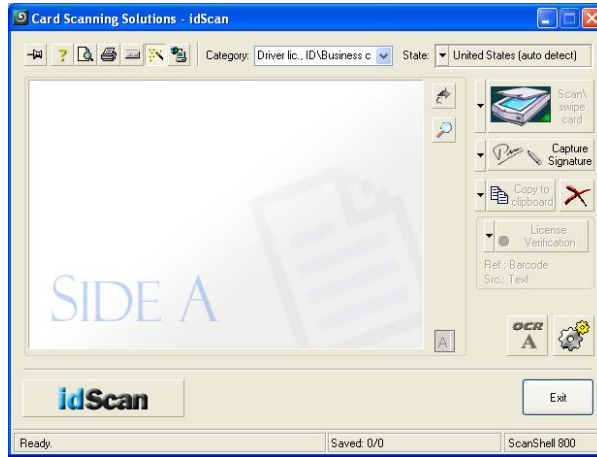 Card Scanning Solutions - idScan
Category: Driver lic., ID\Business c State: United States (auto detect)
Scan\
swipe
card
Capture
Signature
Copy to
clipboard
License
Verification
Ref.: Barcode
Src.: Text
SIDE A
A
OCR
A
idScan
Exit
Ready. Saved: 0/0 ScanShell 800